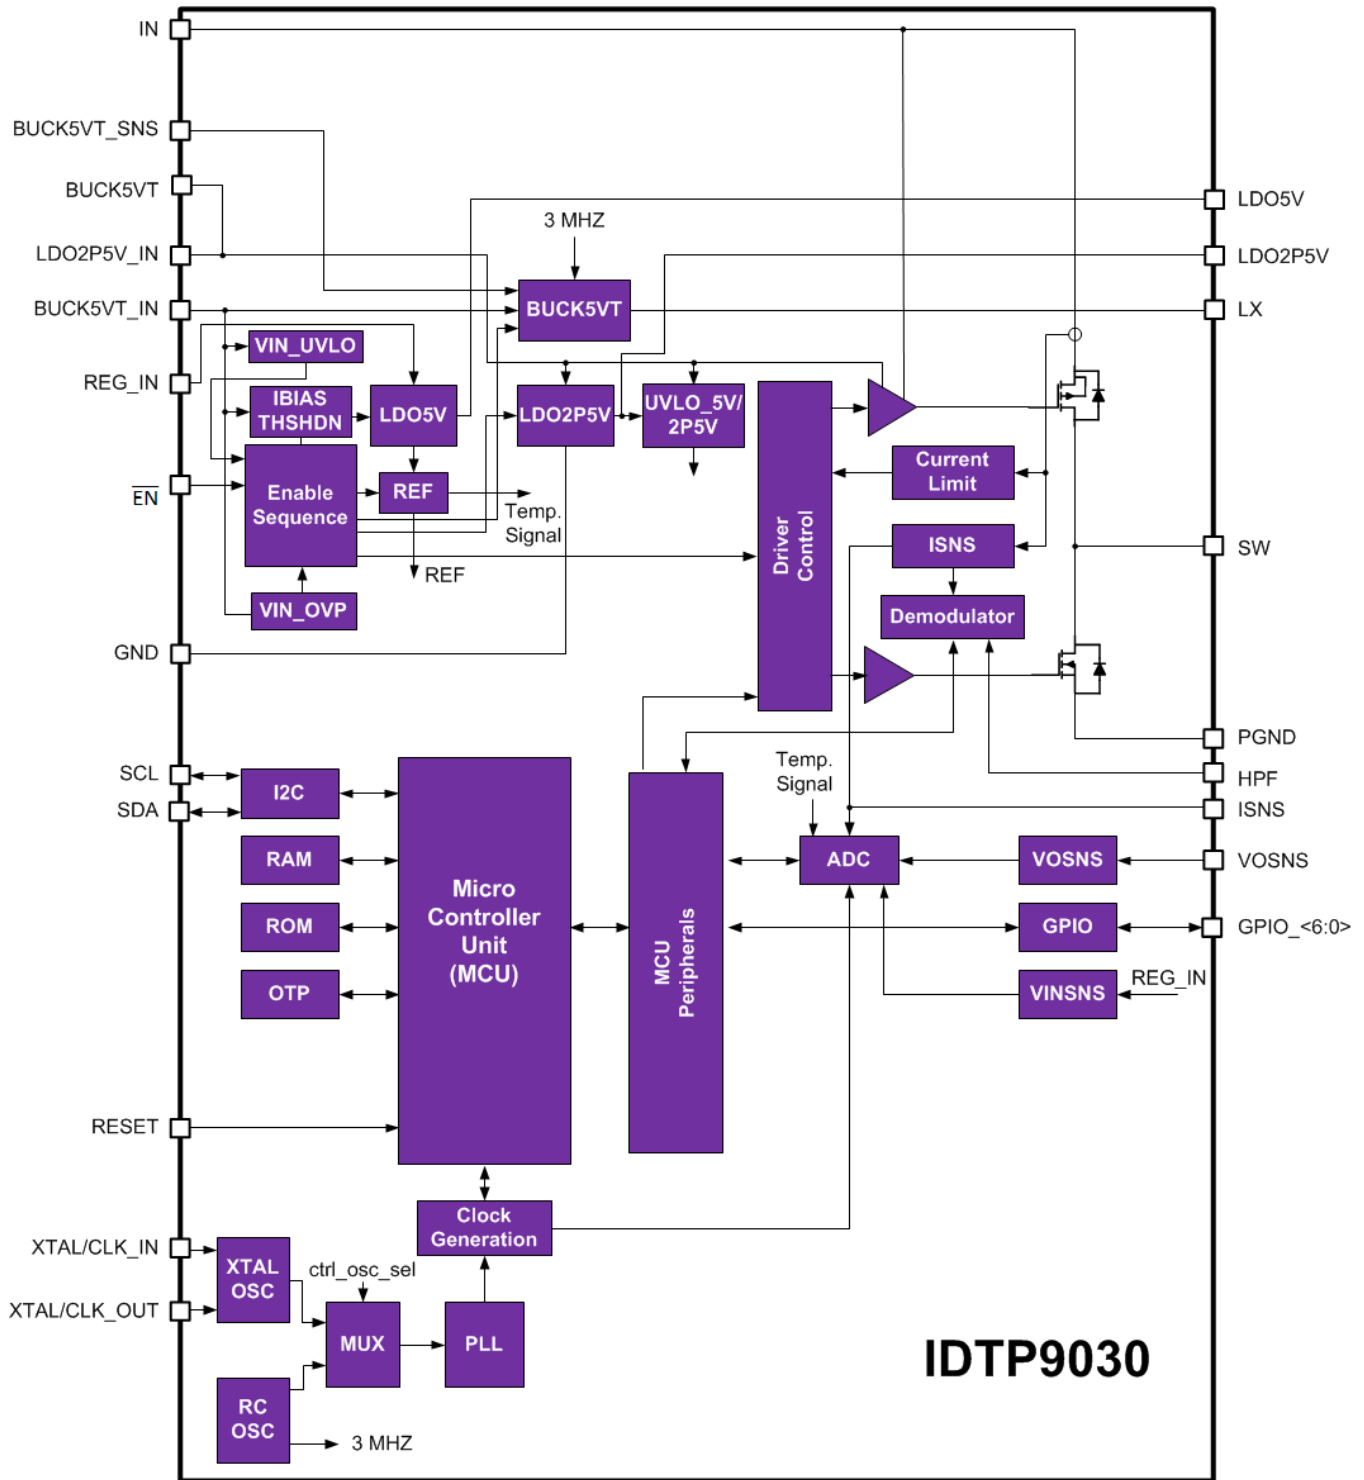 IN
BUCK5VT_SNS
BUCK5VT
LDO5V
3 MHZ
LDO2P5V_IN
LDO2P5V
BUCK5VT_IN
BUCK5VT
LX
VIN_UVLO
REG_IN
IBIAS
THSHDN
LDO5V
LDO2P5V
UVLO_5V/
2P5V
Current
Limit
EN
Enable
Sequence
REF
Temp.
Signal
Driver
Control
ISNS
SW
REF
VIN_OVP
Demodulator
GND
PGND
SCL
I2C
Temp.
Signal
HPF
SDA
ISNS
RAM
ADC
VOSNS
VOSNS
Micro
Controller
Unit
(MCU)
MCU
Peripherals
ROM
GPIO
GPIO_<6:0>
OTP
VINSNS
REG_IN
RESET
Clock
Generation
XTAL/CLK_IN
XTAL
OSC
ctrl_osc_sel
XTAL/CLK_OUT
MUX
PLL
IDTP9030
RC
OSC
3 MHZ